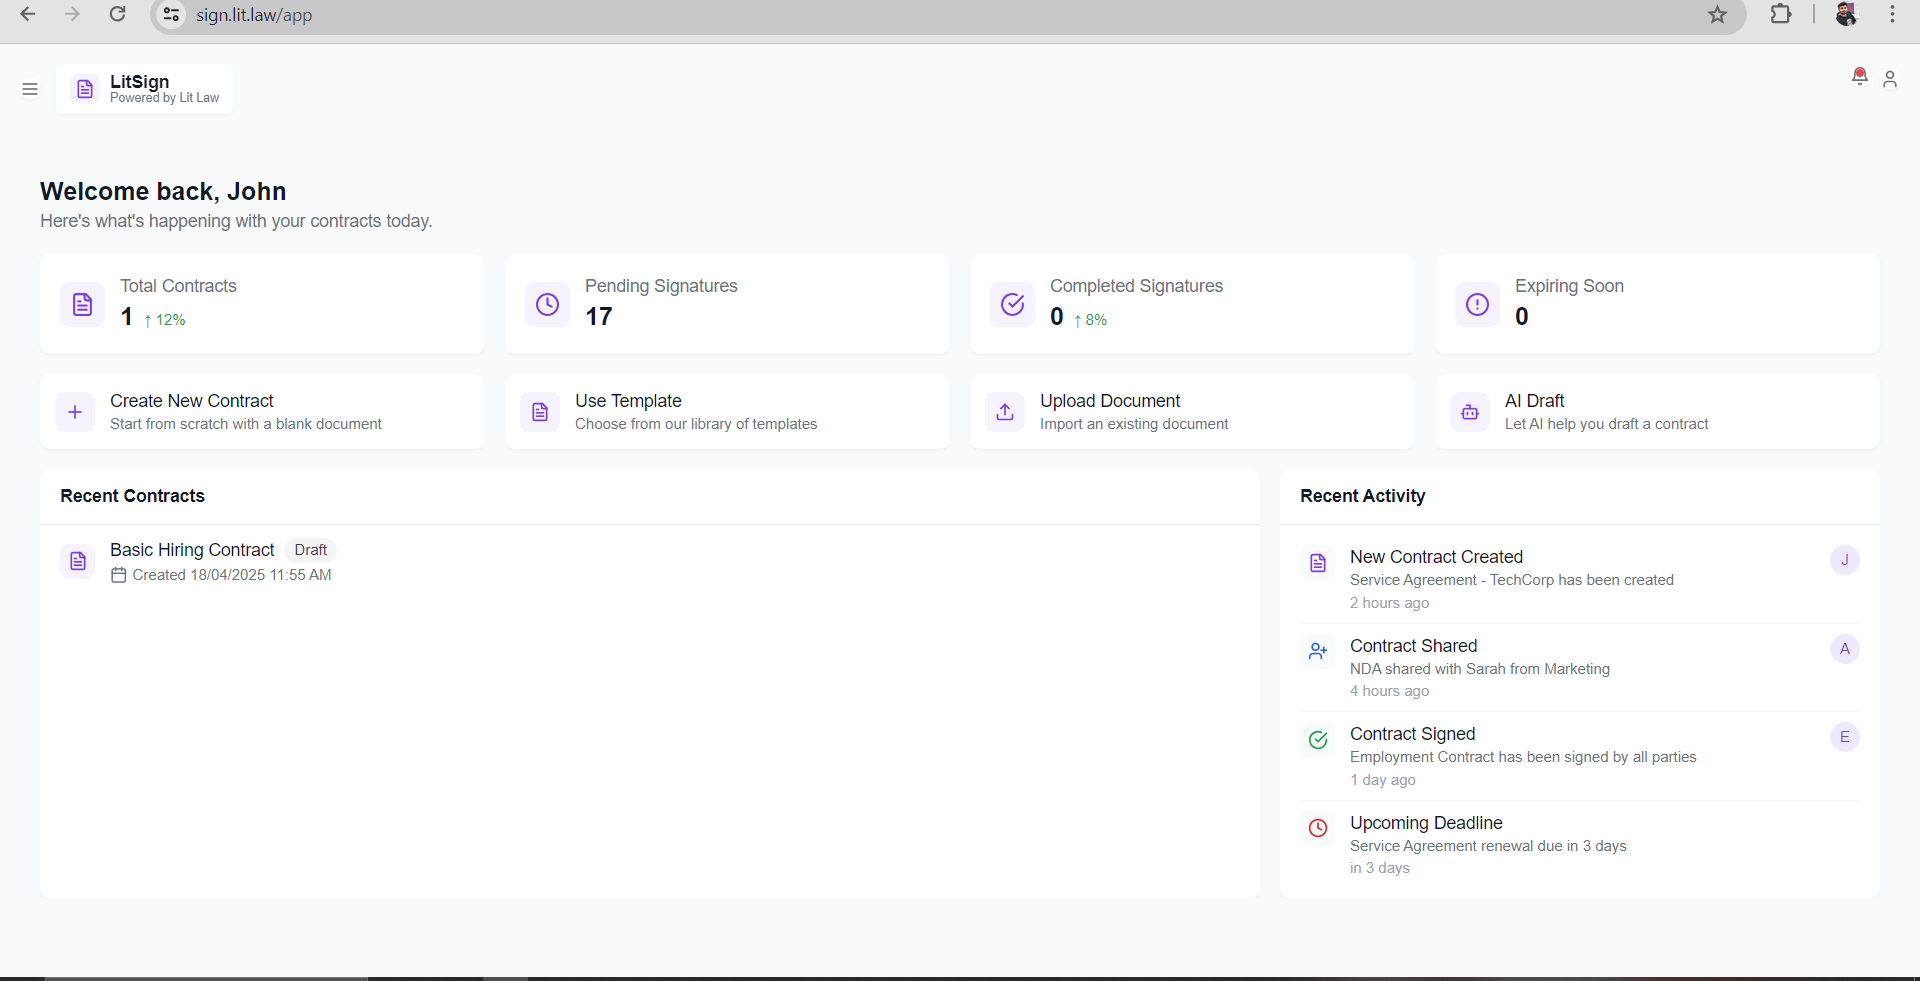 sign.lit.law/app
LitSign
Powered by Lit Law
Welcome back, John
Here's what's happening with your contracts today.
Total Contracts
1 ↑ 12%
Pending Signatures
17
Completed Signatures
0 ↑ 8%
Expiring Soon
0
Create New Contract
Start from scratch with a blank document
Use Template
Choose from our library of templates
Upload Document
Import an existing document
AI Draft
Let AI help you draft a contract
Recent Contracts
Basic Hiring Contract Draft
Created 18/04/2025 11:55 AM
Recent Activity
New Contract Created J
Service Agreement - TechCorp has been created
2 hours ago
Contract Shared A
NDA shared with Sarah from Marketing
4 hours ago
Contract Signed E
Employment Contract has been signed by all parties
1 day ago
Upcoming Deadline
Service Agreement renewal due in 3 days
in 3 days